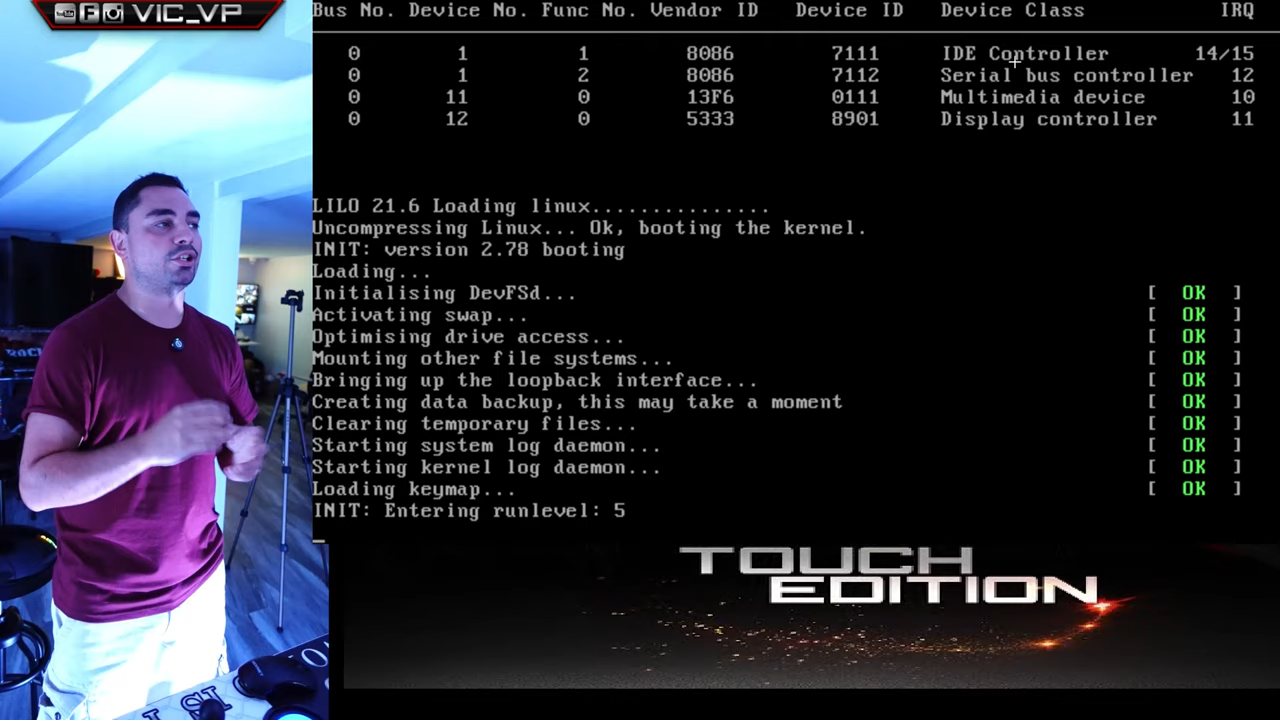 VIC_VP
Bus No. Device No. Func No. Vendor ID Device ID Device Class IRQ
0 1 1 8086 7111 IDE Controller 14/15
0 1 2 8086 7112 Serial bus controller 12
0 11 0 13F6 0111 Multimedia device 10
0 12 0 5333 8901 Display controller 11
LILO 21.6 Loading linux...............
Uncompressing Linux... Ok, booting the kernel.
INIT: version 2.78 booting
Loading...
Initialising DevFSd... [ OK ]
Activating swap... [ OK ]
Optimising drive access... [ OK ]
Mounting other file systems... [ OK ]
Bringing up the loopback interface... [ OK ]
Creating data backup, this may take a moment [ OK ]
Clearing temporary files... [ OK ]
Starting system log daemon... [ OK ]
Starting kernel log daemon... [ OK ]
Loading keymap... [ OK ]
INIT: Entering runlevel: 5
TOUCH
EDITION